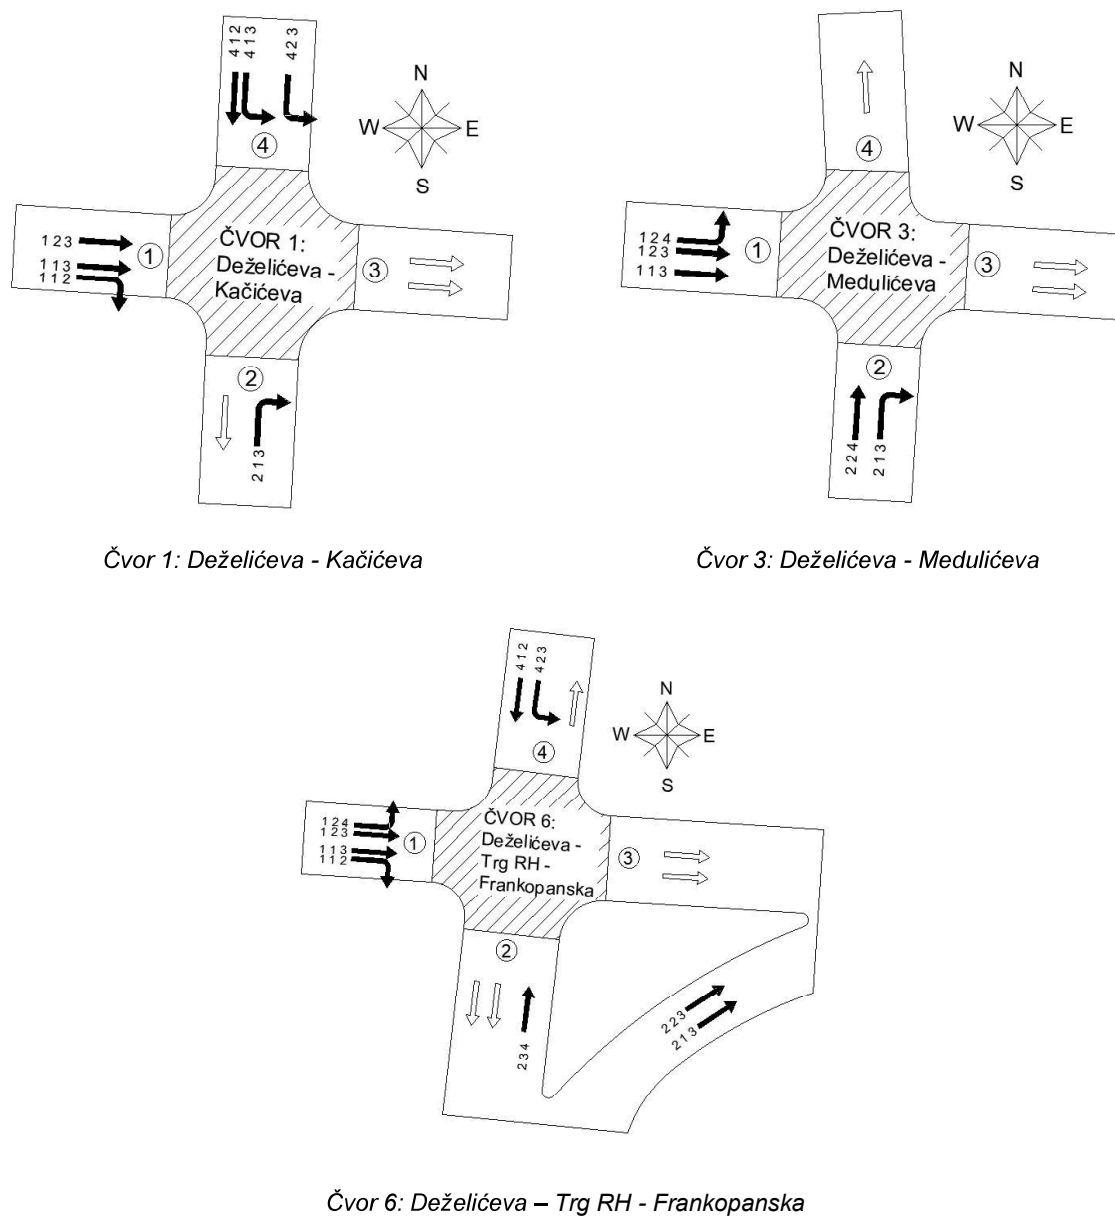 412
413
423
N
W
E
S
4
123
113
112
1
ČVOR 1:
Deželićeva -
Kačićeva
3
2
213
N
W
E
S
4
124
123
113
1
ČVOR 3:
Deželićeva -
Medulićeva
3
2
224
213
Čvor 1: Deželićeva - Kačićeva
Čvor 3: Deželićeva - Medulićeva
412
423
N
W
E
S
4
124
123
113
112
1
ČVOR 6:
Deželićeva -
Trg RH -
Frankopanska
3
2
234
223
213
Čvor 6: Deželićeva – Trg RH - Frankopanska